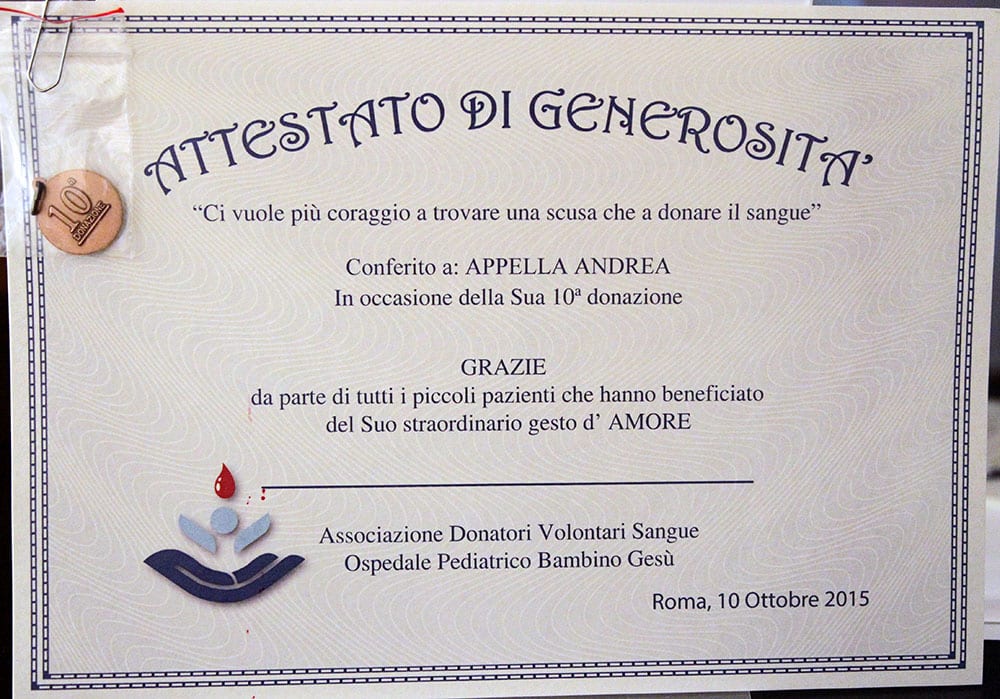 ATTESTATO DI GENEROSITA'
“Ci vuole più coraggio a trovare una scusa che a donare il sangue”
10ª
DONAZIONE
Conferito a: APPELLA ANDREA
In occasione della Sua 10ª donazione
GRAZIE
da parte di tutti i piccoli pazienti che hanno beneficiato
del Suo straordinario gesto d’ AMORE
Associazione Donatori Volontari Sangue
Ospedale Pediatrico Bambino Gesù
Roma, 10 Ottobre 2015